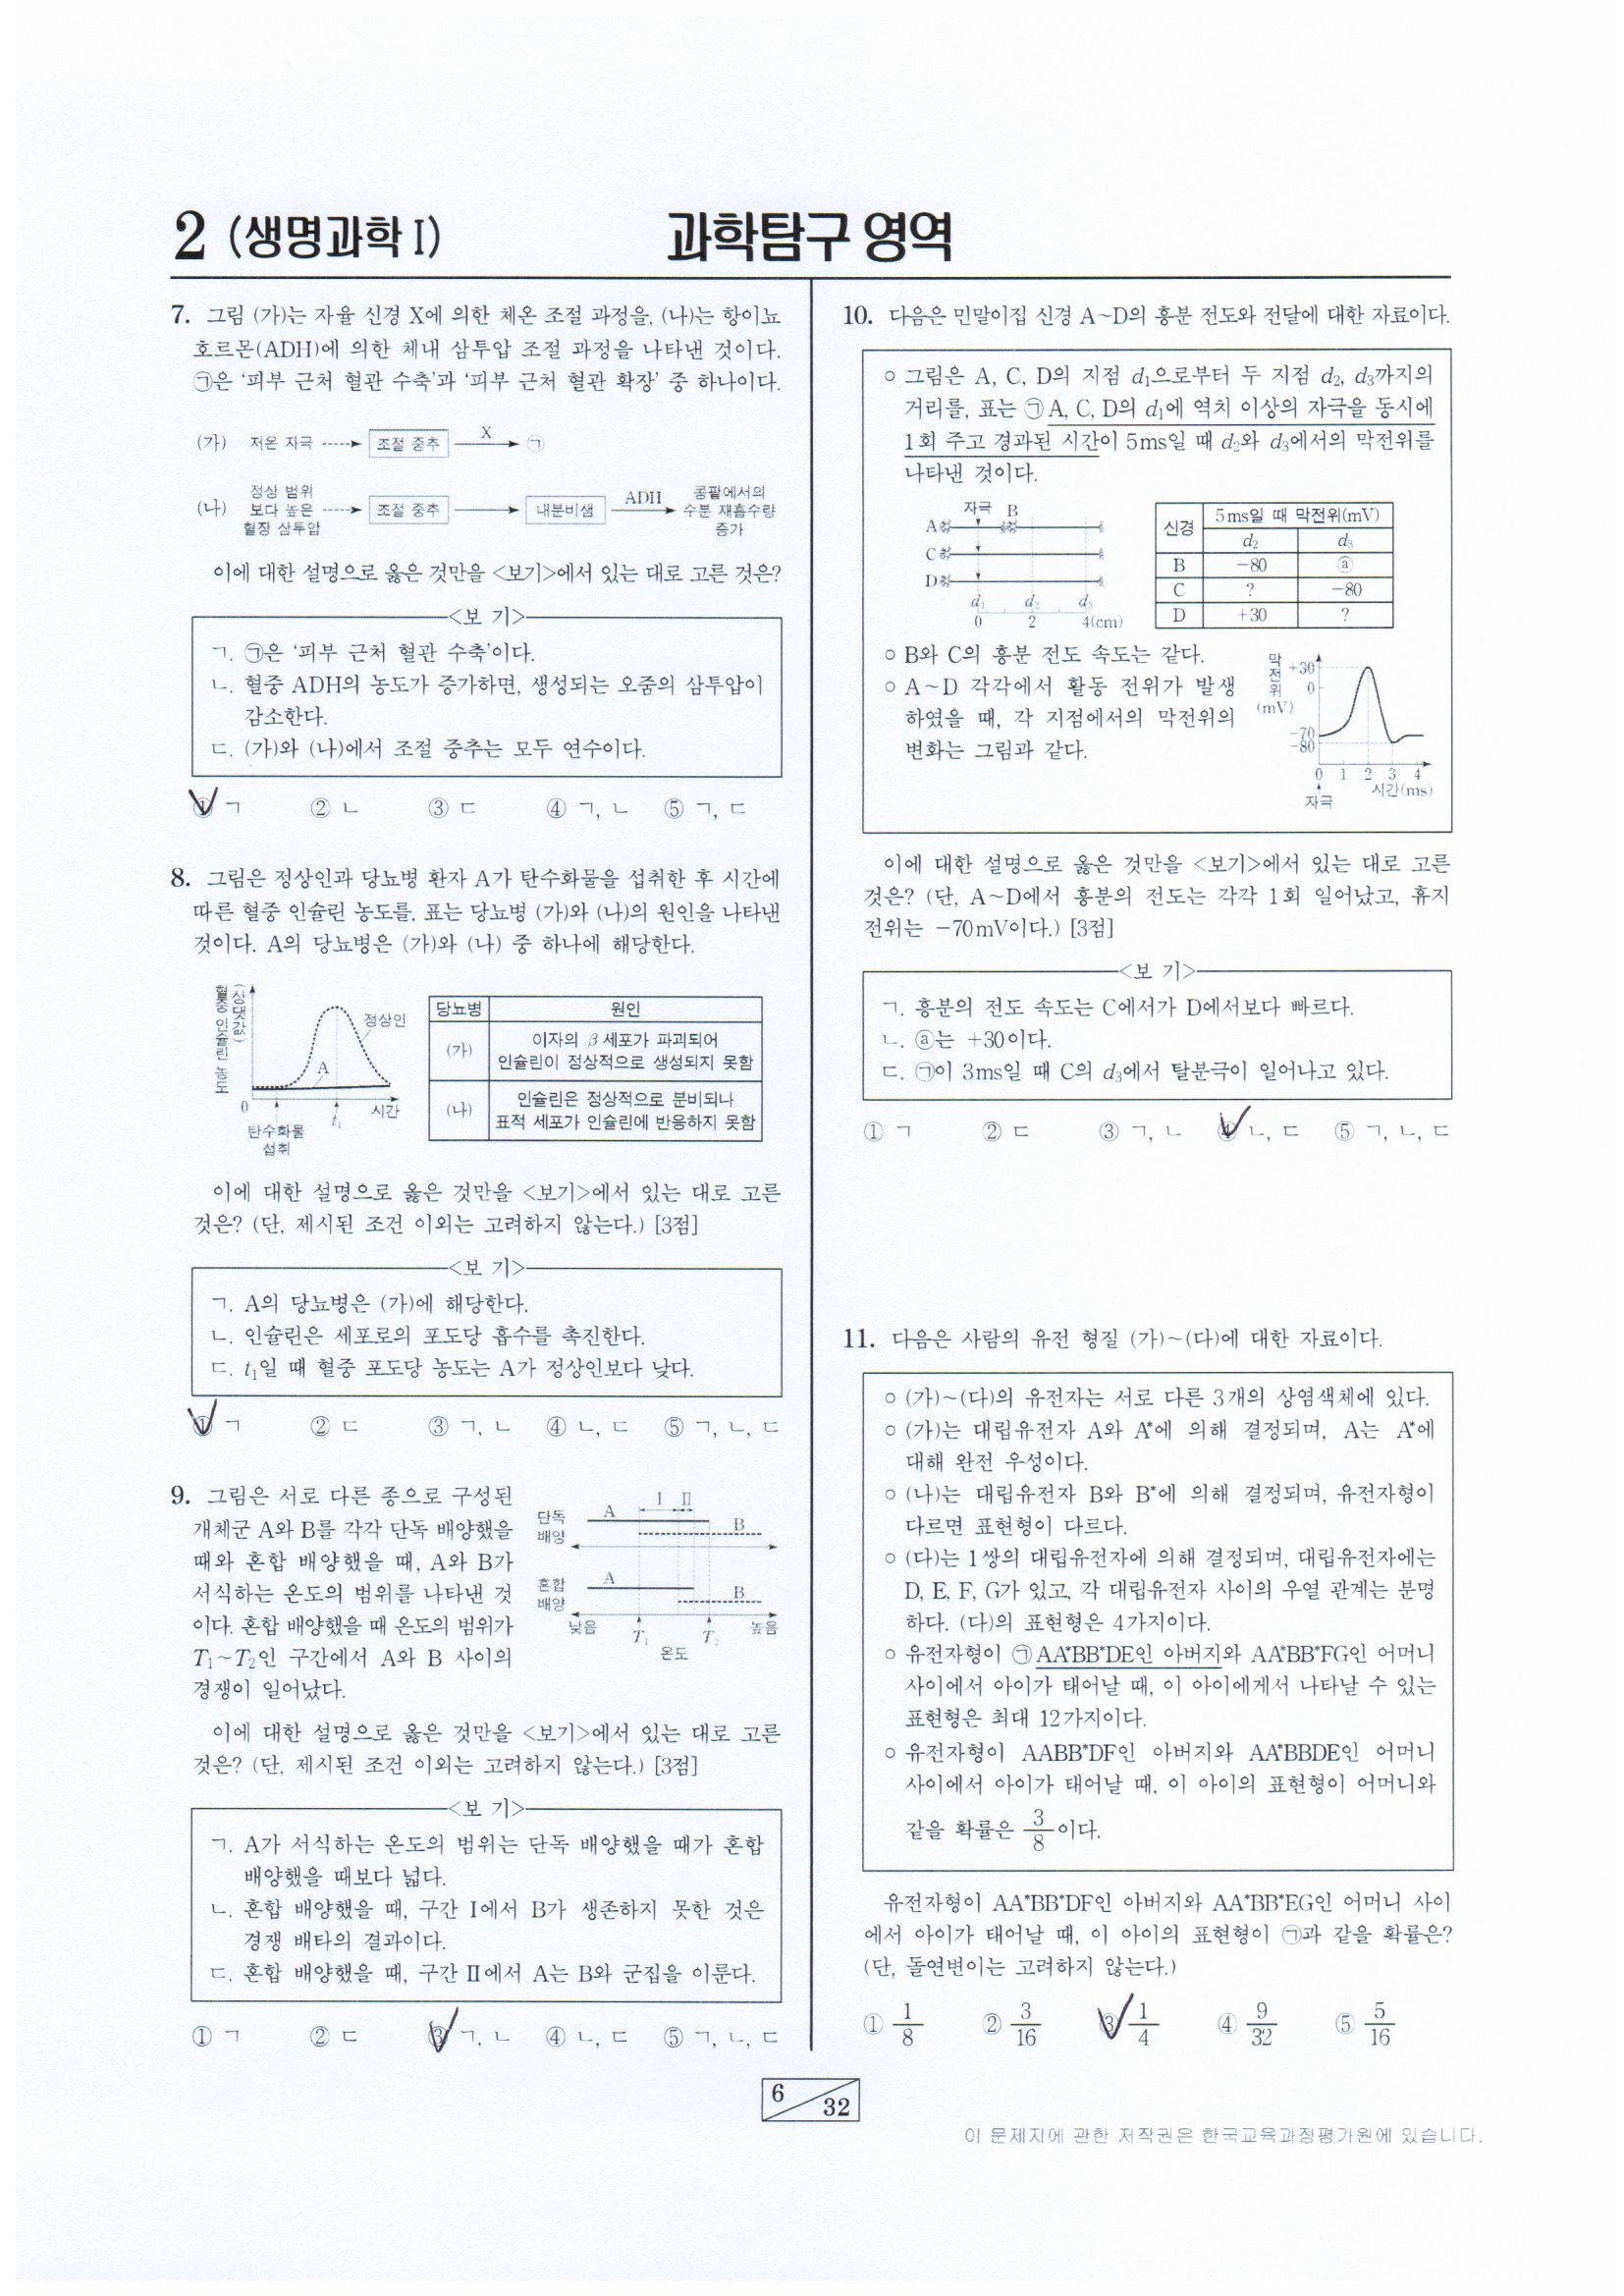 2 (생명과학 I)
과학탐구 영역
7. 그림 (가)는 자율 신경 X에 의한 체온 조절 과정을, (나)는 항이뇨
호르몬(ADH)에 의한 체내 삼투압 조절 과정을 나타낸 것이다.
㉠은 '피부 근처 혈관 수축'과 '피부 근처 혈관 확장' 중 하나이다.
(가) 저온 자극 조절 중추 X ㉠
(나) 정상 범위 보다 높은 혈장 삼투압 조절 중추 내분비샘 ADH 콩팥에서의 수분 재흡수량 증가
이에 대한 설명으로 옳은 것만을 <보기>에서 있는 대로 고른 것은?
<보 기>
ㄱ. ㉠은 '피부 근처 혈관 수축'이다.
ㄴ. 혈중 ADH의 농도가 증가하면, 생성되는 오줌의 삼투압이
감소한다.
ㄷ. (가)와 (나)에서 조절 중추는 모두 연수이다.
① ㄱ ② ㄴ ③ ㄷ ④ ㄱ, ㄴ ⑤ ㄱ, ㄷ
8. 그림은 정상인과 당뇨병 환자 A가 탄수화물을 섭취한 후 시간에
따른 혈중 인슐린 농도를, 표는 당뇨병 (가)와 (나)의 원인을 나타낸
것이다. A의 당뇨병은 (가)와 (나) 중 하나에 해당한다.
혈중 인슐린 농도 (상댓값)
정상인
A
0 t₁ 시간
탄수화물
섭취
당뇨병 원인
(가) 이자의 β세포가 파괴되어
인슐린이 정상적으로 생성되지 못함
(나) 인슐린은 정상적으로 분비되나
표적 세포가 인슐린에 반응하지 못함
이에 대한 설명으로 옳은 것만을 <보기>에서 있는 대로 고른
것은? (단, 제시된 조건 이외는 고려하지 않는다.) [3점]
<보 기>
ㄱ. A의 당뇨병은 (가)에 해당한다.
ㄴ. 인슐린은 세포로의 포도당 흡수를 촉진한다.
ㄷ. t₁일 때 혈중 포도당 농도는 A가 정상인보다 낮다.
① ㄱ ② ㄷ ③ ㄱ, ㄴ ④ ㄴ, ㄷ ⑤ ㄱ, ㄴ, ㄷ
9. 그림은 서로 다른 종으로 구성된
개체군 A와 B를 각각 단독 배양했을
때와 혼합 배양했을 때, A와 B가
서식하는 온도의 범위를 나타낸 것
이다. 혼합 배양했을 때 온도의 범위가
T₁~T₂인 구간에서 A와 B 사이의
경쟁이 일어났다.
I II
단독 배양 A B
혼합 배양 A B
낮음 T₁ T₂ 높음
온도
이에 대한 설명으로 옳은 것만을 <보기>에서 있는 대로 고른
것은? (단, 제시된 조건 이외는 고려하지 않는다.) [3점]
<보 기>
ㄱ. A가 서식하는 온도의 범위는 단독 배양했을 때가 혼합
배양했을 때보다 넓다.
ㄴ. 혼합 배양했을 때, 구간 I에서 B가 생존하지 못한 것은
경쟁 배타의 결과이다.
ㄷ. 혼합 배양했을 때, 구간 II에서 A는 B와 군집을 이룬다.
① ㄱ ② ㄷ ③ ㄱ, ㄴ ④ ㄴ, ㄷ ⑤ ㄱ, ㄴ, ㄷ
10. 다음은 민말이집 신경 A~D의 흥분 전도와 전달에 대한 자료이다.
○ 그림은 A, C, D의 지점 d₁으로부터 두 지점 d₂, d₃까지의
거리를, 표는 ㉠A, C, D의 d₁에 역치 이상의 자극을 동시에
1회 주고 경과된 시간이 5ms일 때 d₂와 d₃에서의 막전위를
나타낸 것이다.
자극 B
A
C
D
d₁ d₂ d₃
0 2 4(cm)
신경 5ms일 때 막전위(mV)
d₂ d₃
B −80 ⓐ
C ? −80
D +30 ?
○ B와 C의 흥분 전도 속도는 같다.
○ A~D 각각에서 활동 전위가 발생
하였을 때, 각 지점에서의 막전위의
변화는 그림과 같다.
막전위 (mV)
+30
0
−70
−80
0 1 2 3 4
시간(ms)
자극
이에 대한 설명으로 옳은 것만을 <보기>에서 있는 대로 고른
것은? (단, A~D에서 흥분의 전도는 각각 1회 일어났고, 휴지
전위는 −70mV이다.) [3점]
<보 기>
ㄱ. 흥분의 전도 속도는 C에서가 D에서보다 빠르다.
ㄴ. ⓐ는 +30이다.
ㄷ. ㉠이 3ms일 때 C의 d₃에서 탈분극이 일어나고 있다.
① ㄱ ② ㄷ ③ ㄱ, ㄴ ④ ㄴ, ㄷ ⑤ ㄱ, ㄴ, ㄷ
11. 다음은 사람의 유전 형질 (가)~(다)에 대한 자료이다.
○ (가)~(다)의 유전자는 서로 다른 3개의 상염색체에 있다.
○ (가)는 대립유전자 A와 A*에 의해 결정되며, A는 A*에
대해 완전 우성이다.
○ (나)는 대립유전자 B와 B*에 의해 결정되며, 유전자형이
다르면 표현형이 다르다.
○ (다)는 1쌍의 대립유전자에 의해 결정되며, 대립유전자에는
D, E, F, G가 있고, 각 대립유전자 사이의 우열 관계는 분명
하다. (다)의 표현형은 4가지이다.
○ 유전자형이 ㉠AA*BB*DE인 아버지와 AA*BB*FG인 어머니
사이에서 아이가 태어날 때, 이 아이에게서 나타날 수 있는
표현형은 최대 12가지이다.
○ 유전자형이 AABB*DF인 아버지와 AA*BBDE인 어머니
사이에서 아이가 태어날 때, 이 아이의 표현형이 어머니와
같을 확률은 3/8이다.
유전자형이 AA*BB*DF인 아버지와 AA*BB*EG인 어머니 사이
에서 아이가 태어날 때, 이 아이의 표현형이 ㉠과 같을 확률은?
(단, 돌연변이는 고려하지 않는다.)
① 1/8 ② 3/16 ③ 1/4 ④ 9/32 ⑤ 5/16
6 32
이 문제지에 관한 저작권은 한국교육과정평가원에 있습니다.